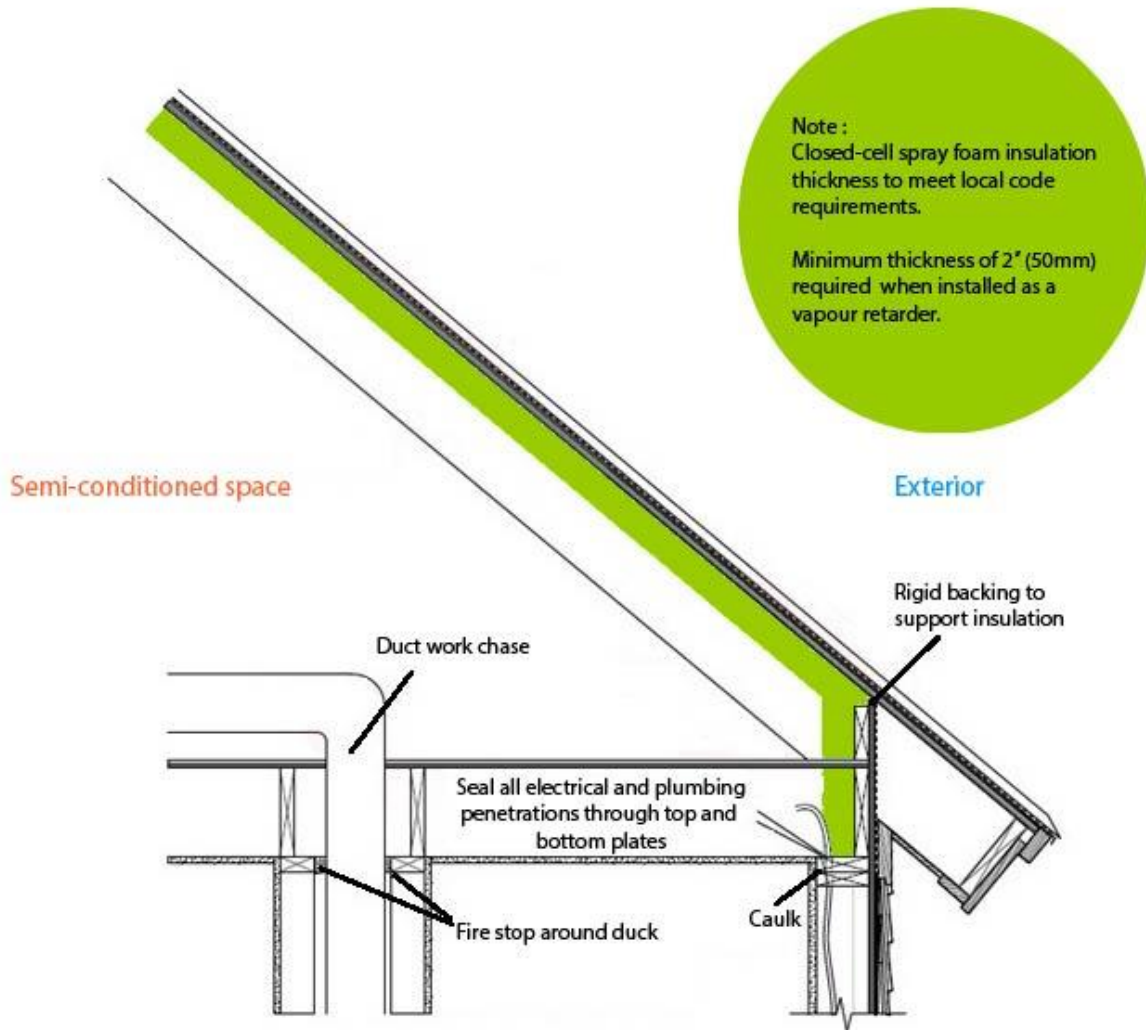 Note :
Closed-cell spray foam insulation
thickness to meet local code
requirements.
Minimum thickness of 2" (50mm)
required when installed as a
vapour retarder.
Semi-conditioned space
Exterior
Rigid backing to
support insulation
Duct work chase
Seal all electrical and plumbing
penetrations through top and
bottom plates
Caulk
Fire stop around duck